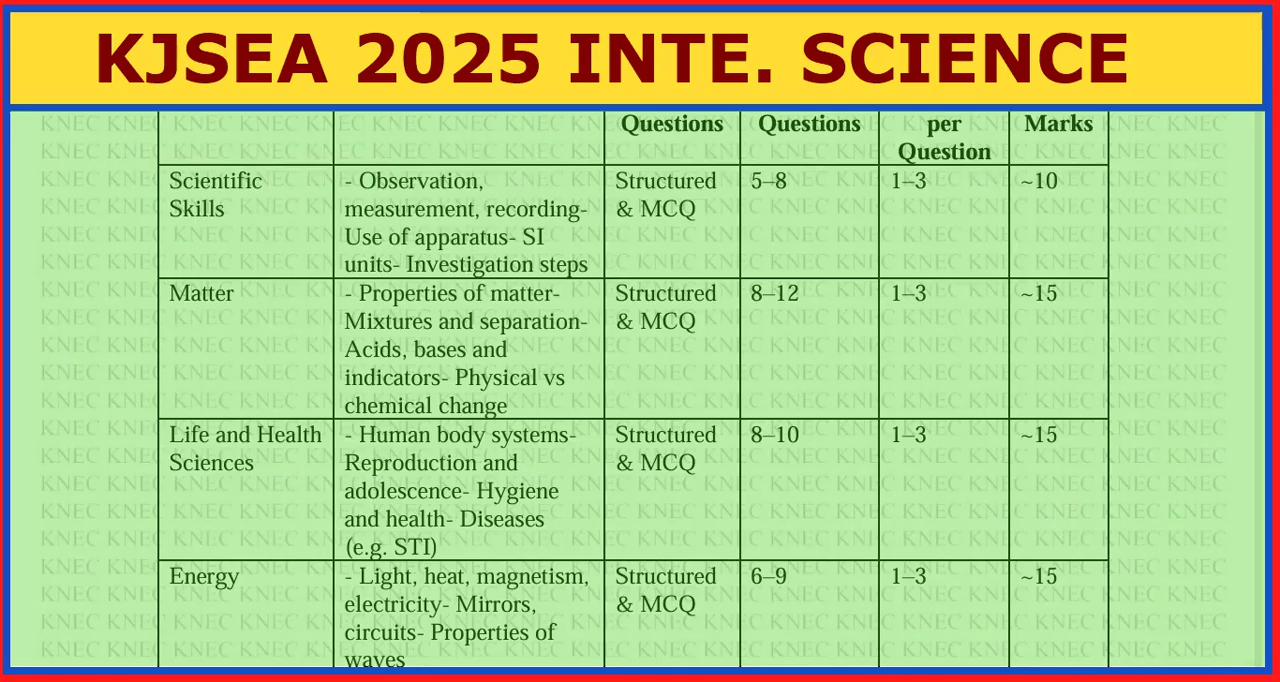 KJSEA 2025 INTE. SCIENCE
Questions Questions per Question Marks
Scientific Skills
- Observation,
measurement, recording-
Use of apparatus- SI
units- Investigation steps
Structured & MCQ
5–8
1–3
~10
Matter
- Properties of matter-
Mixtures and separation-
Acids, bases and
indicators- Physical vs
chemical change
Structured & MCQ
8–12
1–3
~15
Life and Health
Sciences
- Human body systems-
Reproduction and
adolescence- Hygiene
and health- Diseases
(e.g. STI)
Structured & MCQ
8–10
1–3
~15
Energy
- Light, heat, magnetism,
electricity- Mirrors,
circuits- Properties of
waves
Structured & MCQ
6–9
1–3
~15